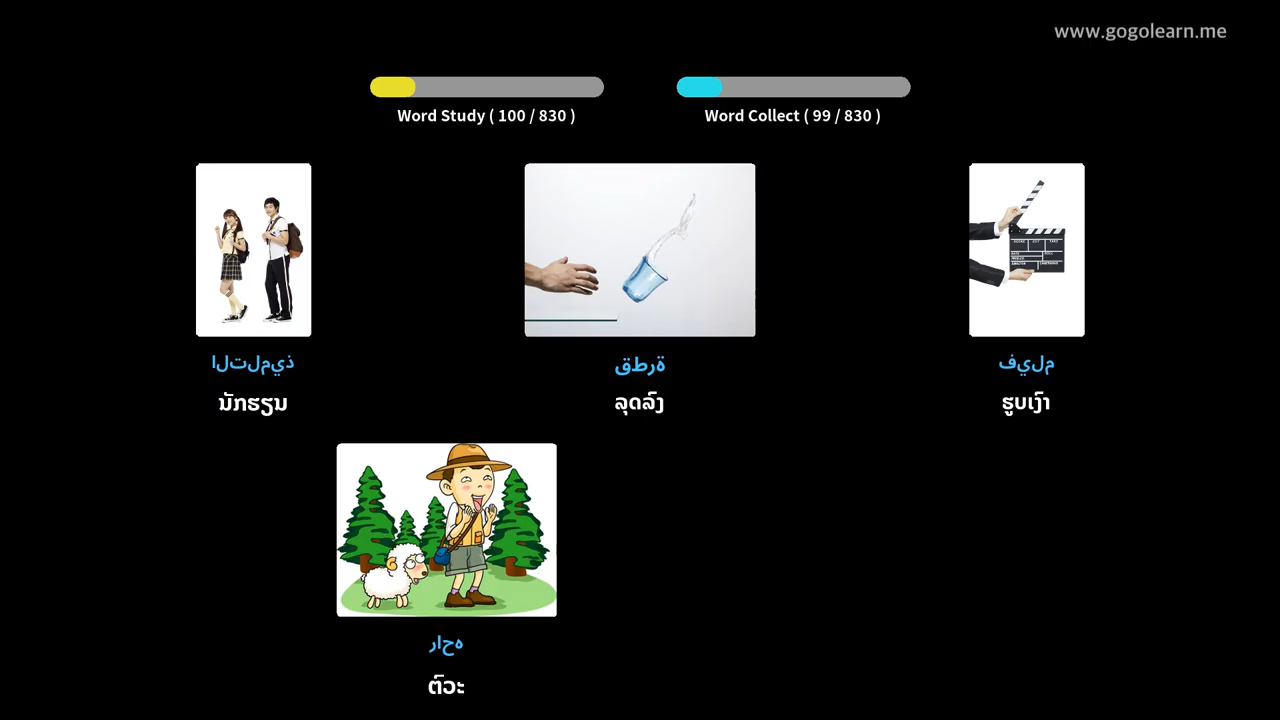 www.gogolearn.me
Word Study ( 100 / 830 )
Word Collect ( 99 / 830 )
التلميذ
ນັກຮຽນ
قطرة
ລຸດລົງ
فيلم
ຮູບເງົາ
راحه
ຕົວະ